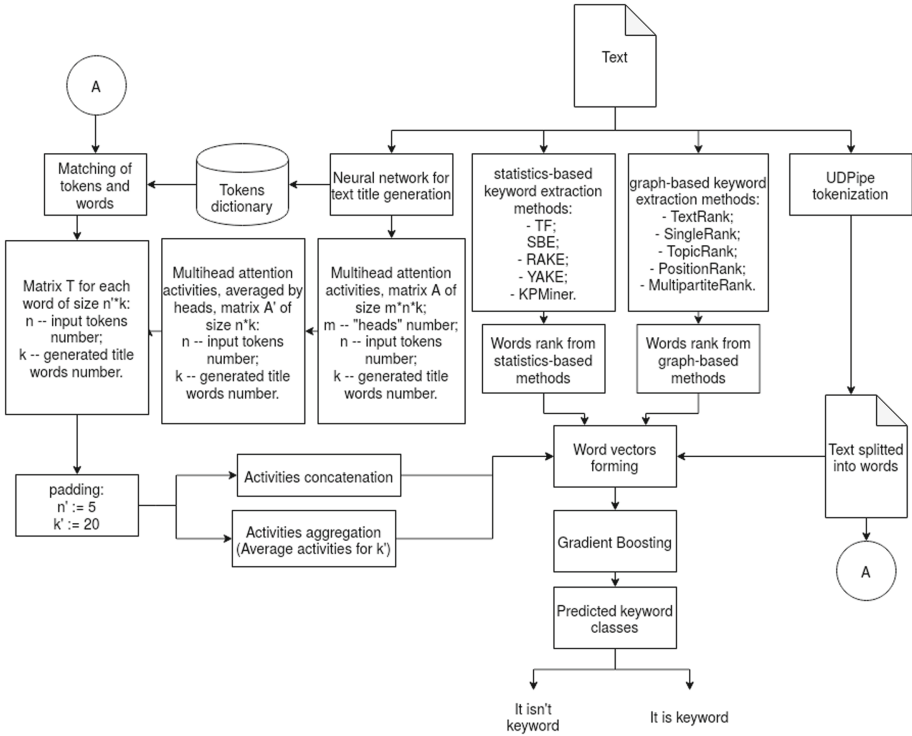 Text
A
Matching of
tokens and
words
Tokens
dictionary
Neural network for
text title generation
statistics-based
keyword extraction
methods:
- TF;
SBE;
- RAKE;
- YAKE;
- KPMiner.
graph-based keyword
extraction methods:
- TextRank;
- SingleRank;
- TopicRank;
- PositionRank;
- MultipartiteRank.
UDPipe
tokenization
Matrix T for each
word of size n'*k:
n -- input tokens
number;
k -- generated title
words number.
Multihead attention
activities, averaged by
heads, matrix A' of
size n*k:
n -- input tokens
number;
k -- generated title
words number.
Multihead attention
activities, matrix A of
size m*n*k;
m -- "heads" number;
n -- input tokens
number;
k -- generated title
words number.
Words rank from
statistics-based
methods
Words rank from
graph-based
methods
Text splitted
into words
Word vectors
forming
padding:
n' := 5
k' := 20
Activities concatenation
Activities aggregation
(Average activities for k')
Gradient Boosting
A
Predicted keyword
classes
It isn't
keyword
It is keyword